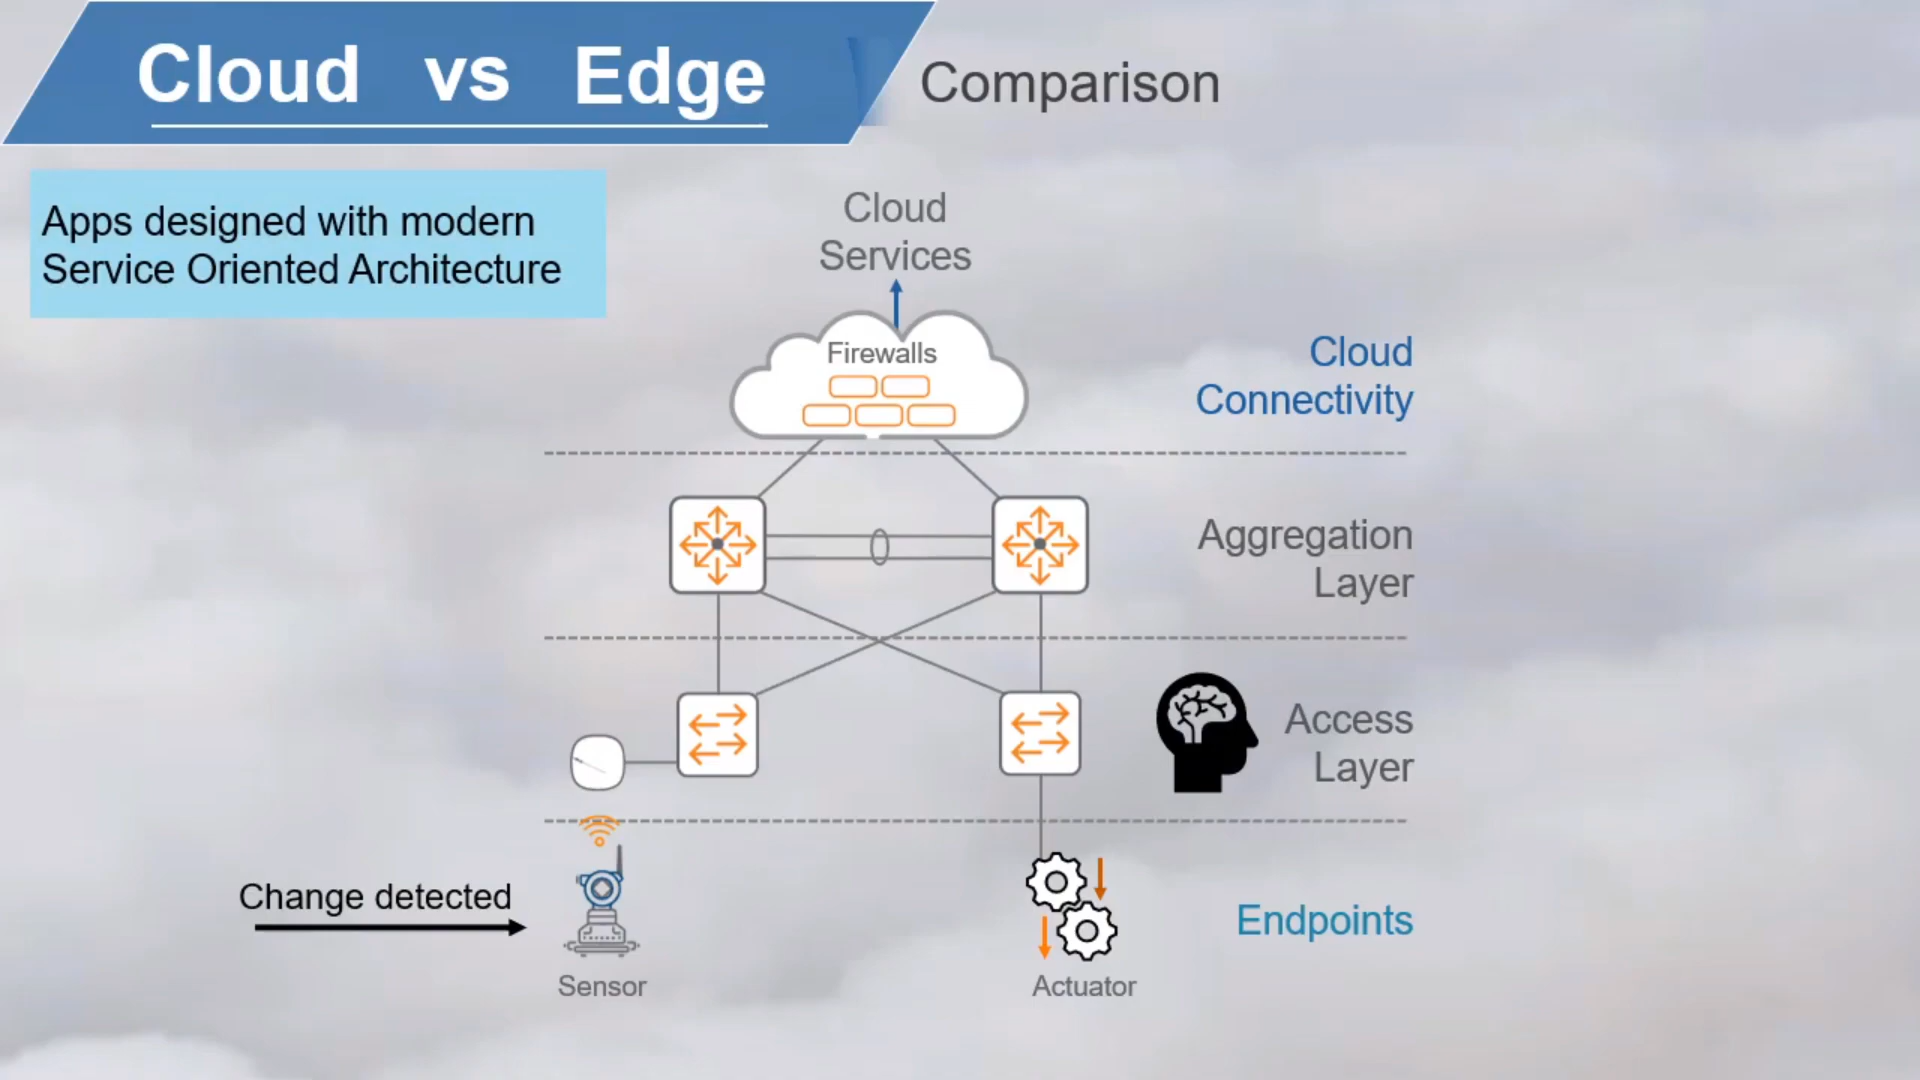 Cloud vs Edge Comparison
Apps designed with modern
Service Oriented Architecture
Cloud
Services
Firewalls
Cloud
Connectivity
Aggregation
Layer
Access
Layer
Change detected
Endpoints
Sensor
Actuator